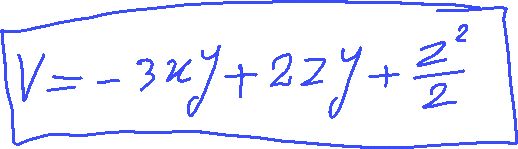 V = - 3xy + 2zy + z²/2